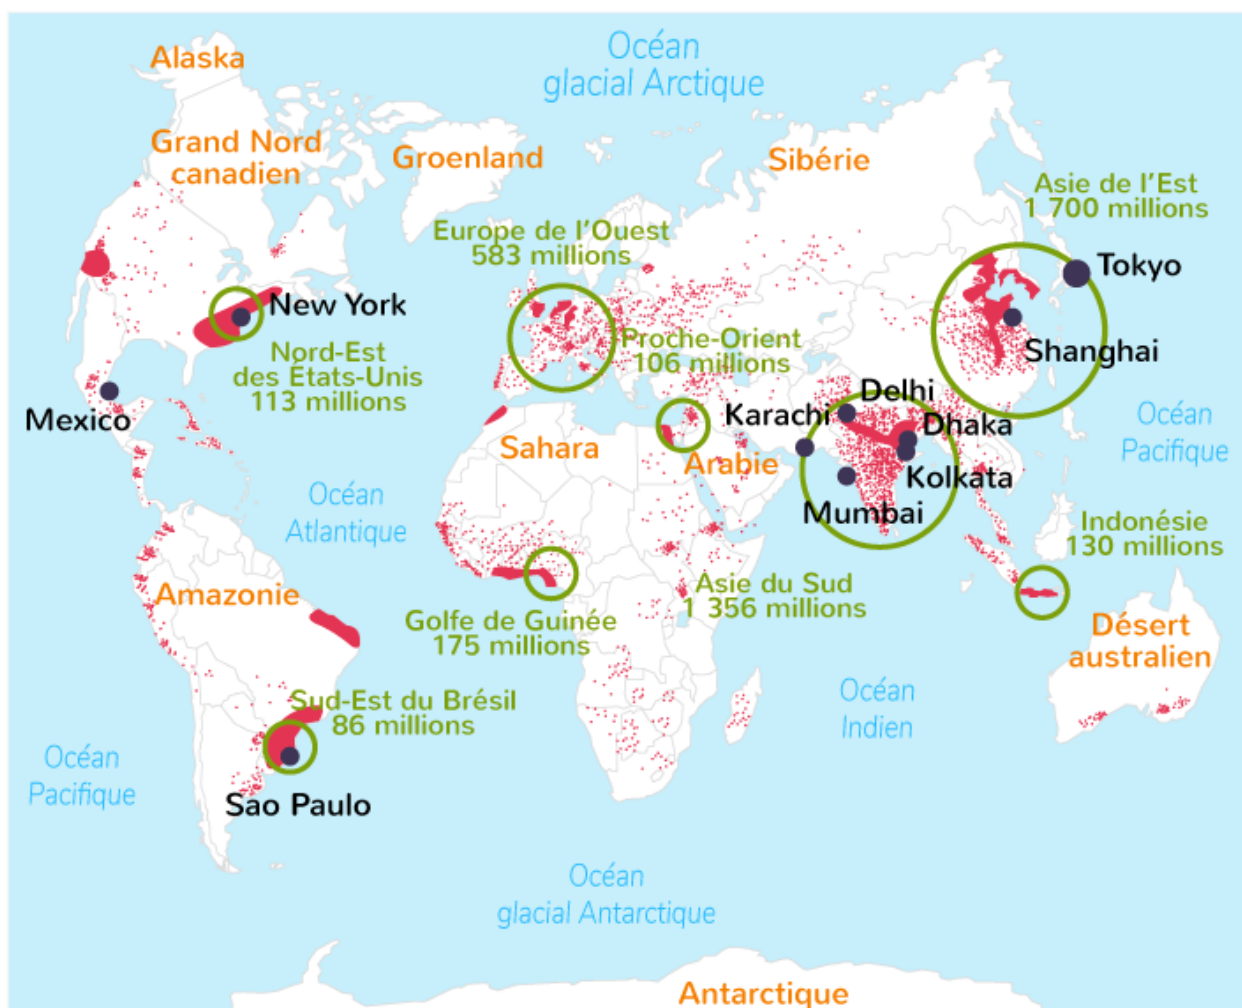 Océan
glacial Arctique
Alaska
Grand Nord
canadien
Groenland
Sibérie
Asie de l'Est
1 700 millions
Europe de l'Ouest
583 millions
Tokyo
New York
Proche-Orient
106 millions
Shanghai
Nord-Est
des États-Unis
113 millions
Mexico
Delhi
Karachi
Dhaka
Océan
Pacifique
Sahara
Arabie
Kolkata
Océan
Atlantique
Mumbai
Indonésie
130 millions
Amazonie
Asie du Sud
1 356 millions
Golfe de Guinée
175 millions
Désert
australien
Océan
Indien
Sud-Est du Brésil
86 millions
Océan
Pacifique
Sao Paulo
Océan
glacial Antarctique
Antarctique